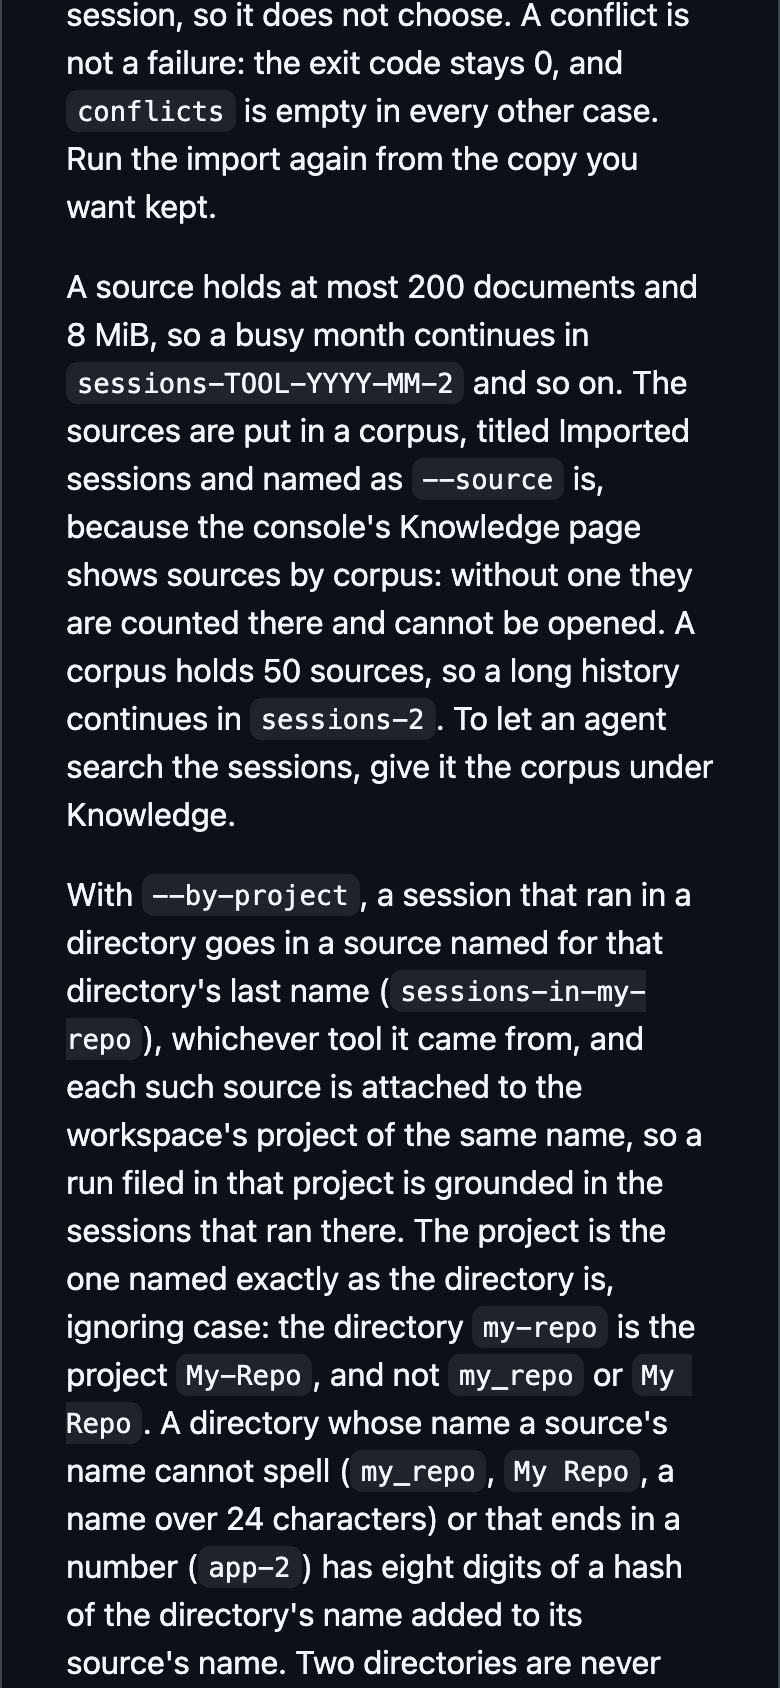 session, so it does not choose. A conflict is
not a failure: the exit code stays 0, and
conflicts is empty in every other case.
Run the import again from the copy you
want kept.
A source holds at most 200 documents and
8 MiB, so a busy month continues in
sessions-TOOL-YYYY-MM-2 and so on. The
sources are put in a corpus, titled Imported
sessions and named as --source is,
because the console's Knowledge page
shows sources by corpus: without one they
are counted there and cannot be opened. A
corpus holds 50 sources, so a long history
continues in sessions-2. To let an agent
search the sessions, give it the corpus under
Knowledge.
With --by-project, a session that ran in a
directory goes in a source named for that
directory's last name (sessions-in-my-
repo), whichever tool it came from, and
each such source is attached to the
workspace's project of the same name, so a
run filed in that project is grounded in the
sessions that ran there. The project is the
one named exactly as the directory is,
ignoring case: the directory my-repo is the
project My-Repo, and not my_repo or My
Repo. A directory whose name a source's
name cannot spell (my_repo, My Repo, a
name over 24 characters) or that ends in a
number (app-2) has eight digits of a hash
of the directory's name added to its
source's name. Two directories are never